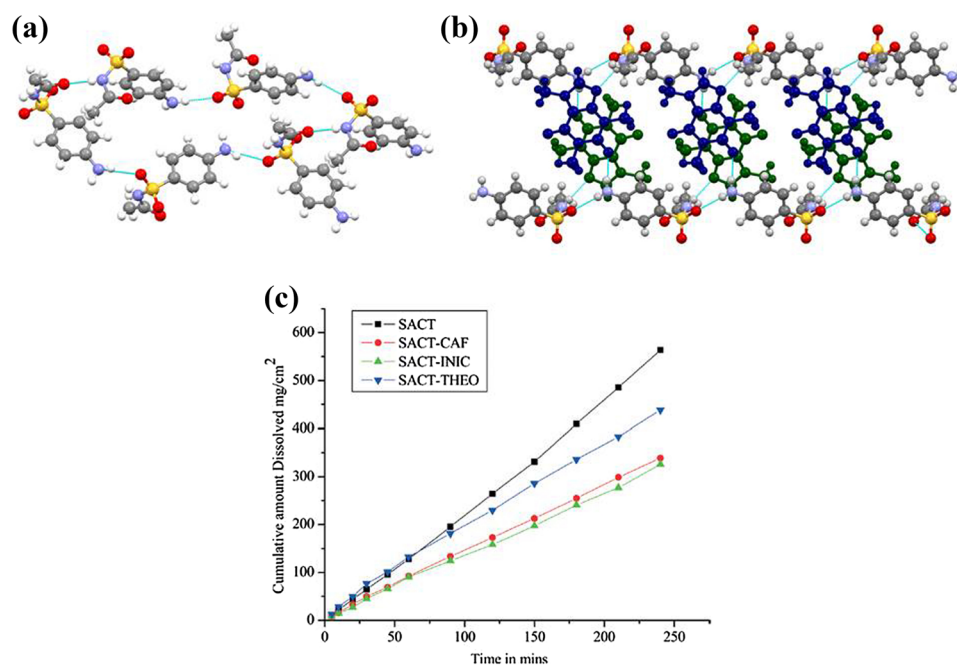 (a)
(b)
(c)
SACT
SACT-CAF
SACT-INIC
SACT-THEO
Cumulative amount Dissolved mg/cm²
600
500
400
300
200
100
0
0 50 100 150 200 250
Time in mins